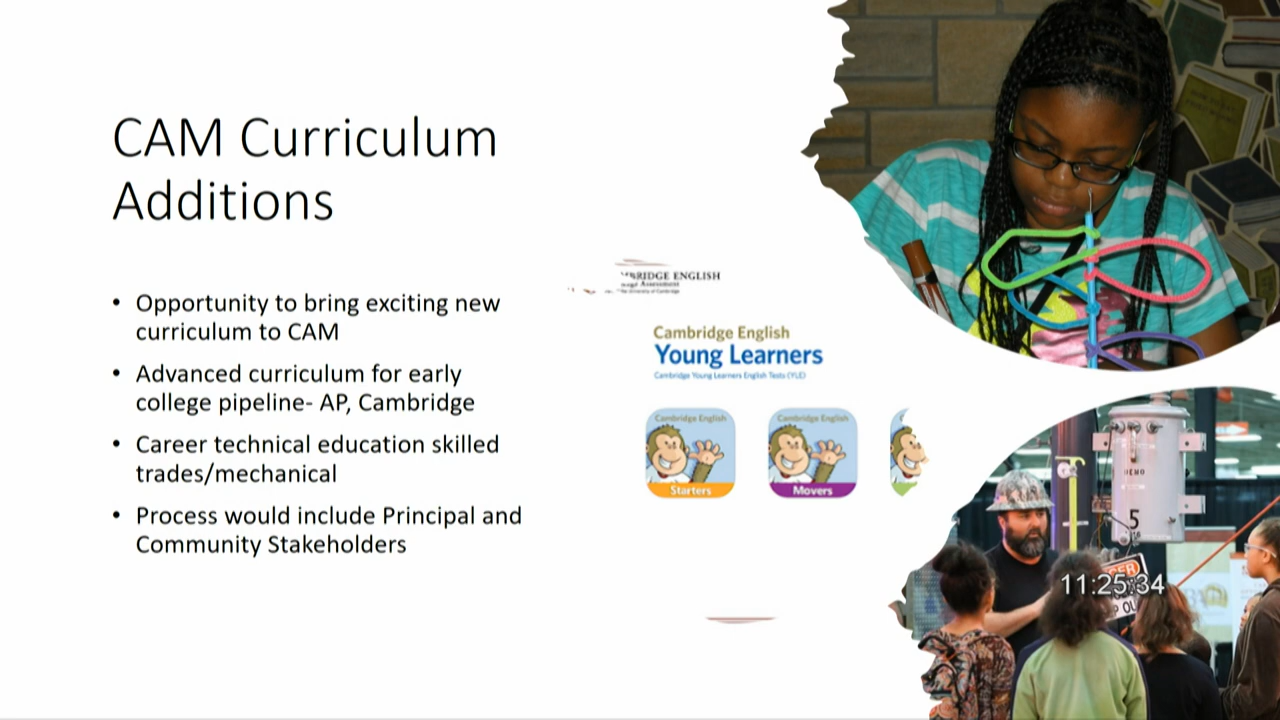 CAM Curriculum
Additions
• Opportunity to bring exciting new
curriculum to CAM
• Advanced curriculum for early
college pipeline- AP, Cambridge
• Career technical education skilled
trades/mechanical
• Process would include Principal and
Community Stakeholders
ENGLISH
Cambridge English
Young Learners
Cambridge Young Learners English Tests (YLE)
Cambridge English
Starters
Cambridge English
Movers
5
11:25:34